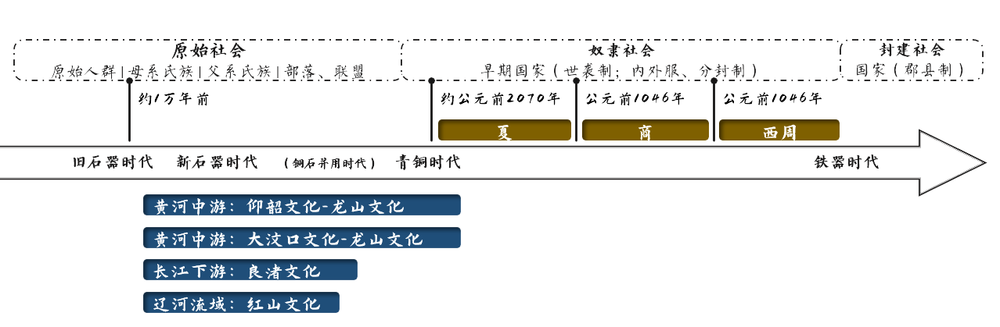 原始社会
原始人群|母系氏族|父系氏族|部落、联盟
奴隶社会
早期国家（世袭制；内外服、分封制）
封建社会
国家（郡县制）
约1万年前
约公元前2070年
公元前1046年
公元前1046年
夏
商
西周
旧石器时代
新石器时代
（铜石并用时代）
青铜时代
铁器时代
黄河中游：仰韶文化-龙山文化
黄河中游：大汶口文化-龙山文化
长江下游：良渚文化
辽河流域：红山文化